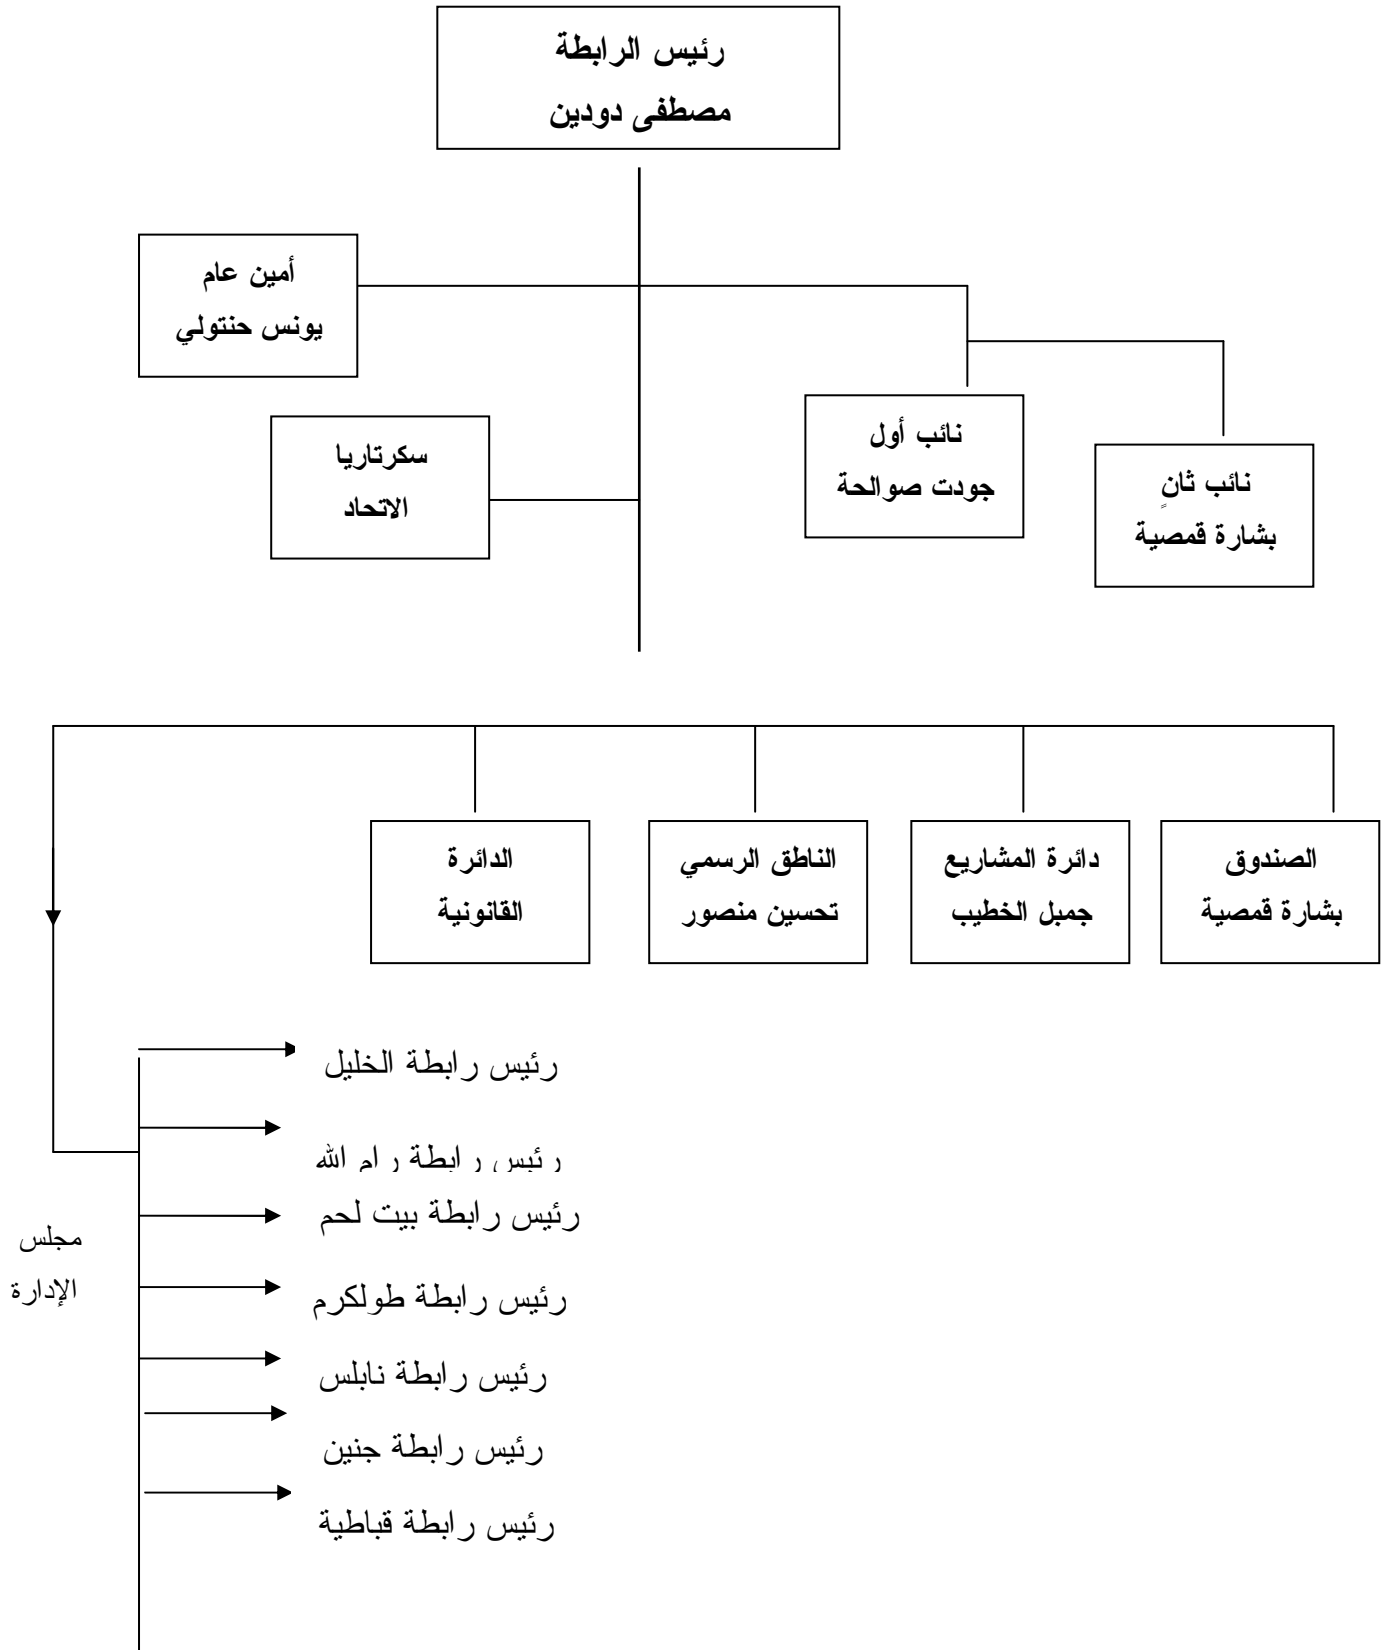 رئيس الرابطة
مصطفى دودين
أمين عام
يونس حنتولي
سكرتاريا
الاتحاد
نائب أول
جودت صوالحة
نائب ثانٍ
بشارة قمصية
الصندوق
بشارة قمصية
دائرة المشاريع
جمبل الخطيب
الناطق الرسمي
تحسين منصور
الدائرة
القانونية
مجلس
الإدارة
رئيس رابطة الخليل
رئيس رابطة رام الله
رئيس رابطة بيت لحم
رئيس رابطة طولكرم
رئيس رابطة نابلس
رئيس رابطة جنين
رئيس رابطة قباطية